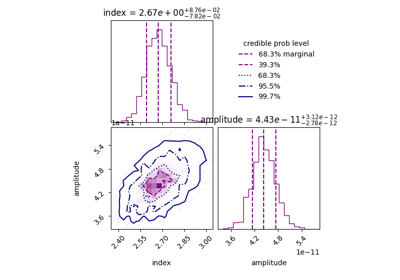 index = 2.67e+00+8.76e−02 −7.82e−02
credible prob level
68.3% marginal
39.3%
68.3%
95.5%
99.7%
1e−11
amplitude = 4.43e−11+3.12e−12 −2.78e−12
5.4
4.8
4.2
3.6
amplitude
2.40
2.55
2.70
2.85
3.00
index
3.6
4.2
4.8
5.4
1e−11
amplitude